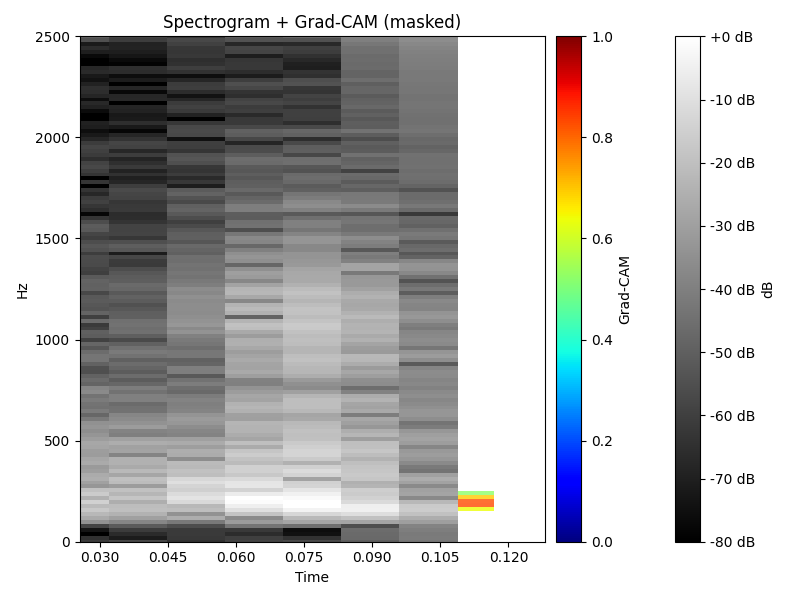 Spectrogram + Grad-CAM (masked)
2500
2000
1500
1000
500
0
Hz
0.030
0.045
0.060
0.075
0.090
0.105
0.120
Time
1.0
0.8
0.6
0.4
0.2
0.0
Grad-CAM
+0 dB
-10 dB
-20 dB
-30 dB
-40 dB
-50 dB
-60 dB
-70 dB
-80 dB
dB